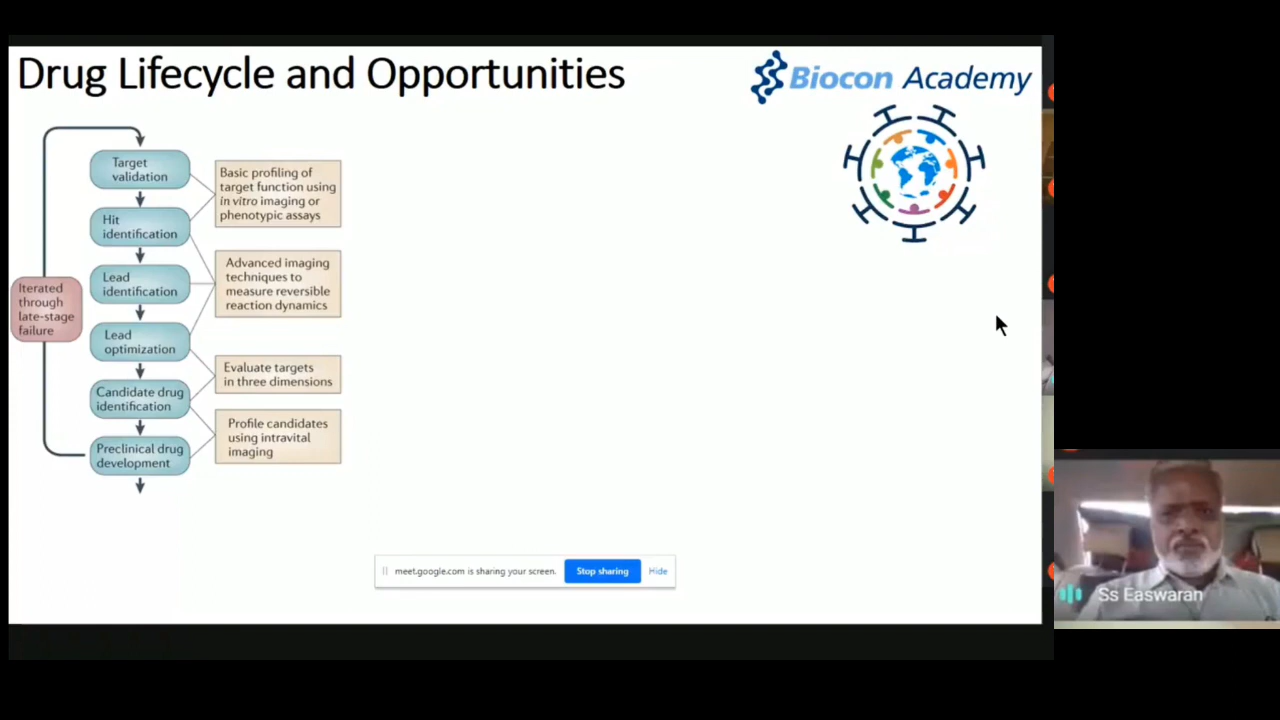 Drug Lifecycle and Opportunities
Biocon Academy
Target
validation
Basic profiling of
target function using
in vitro imaging or
phenotypic assays
Hit
identification
Advanced imaging
techniques to
measure reversible
reaction dynamics
Lead
identification
Iterated
through
late-stage
failure
Lead
optimization
Evaluate targets
in three dimensions
Candidate drug
identification
Profile candidates
using intravital
imaging
Preclinical drug
development
meet.google.com is sharing your screen.
Stop sharing
Hide
Ss Easwaran